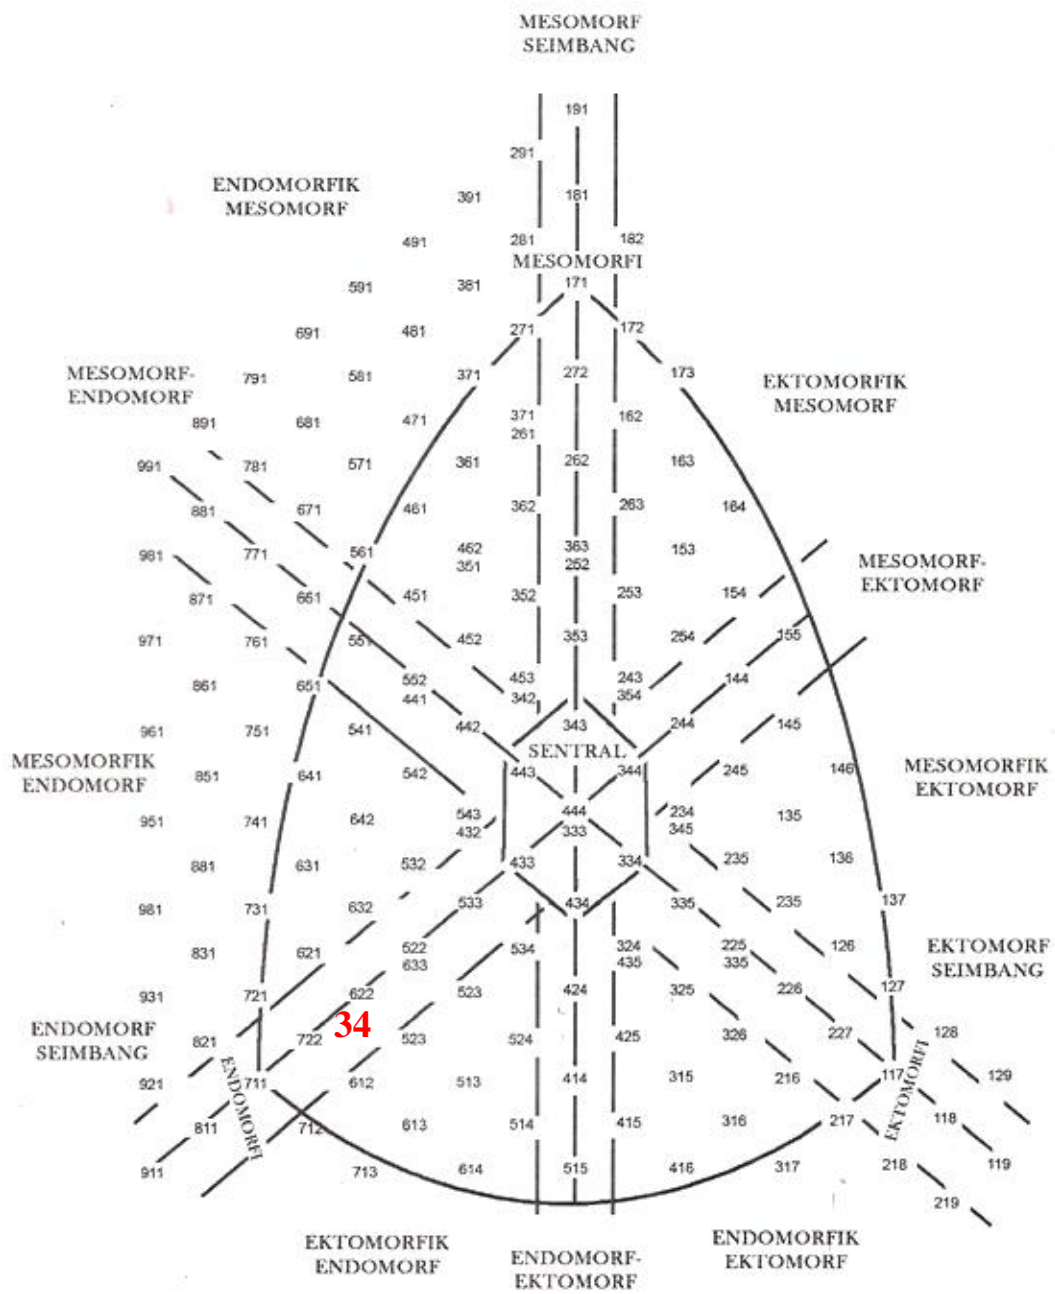 MESOMORF
SEIMBANG
191
291
ENDOMORFIK
MESOMORF
391 181
491 281 182
MESOMORFI
591 381 171
691 481 271 172
MESOMORF-
ENDOMORF
791 581 371 272 173
EKTOMORFIK
MESOMORF
891 681 471 371 162
261
991 781 571 361 262 163
881 671 461 362 263 164
981 771 561 462 363 153
351 252
MESOMORF-
EKTOMORF
871 661 451 352 253 154
971 761 551 452 353 254 155
861 651 552 453 243 144
441 342 354
961 751 541 442 343 244 145
MESOMORFIK
ENDOMORF
SENTRAL
MESOMORFIK
EKTOMORF
851 641 542 443 344 245 146
951 741 642 543 444 234 135
432 333 345
881 631 532 433 334 235 136
981 731 632 533 434 335 235 137
831 621 522 534 324 225 126
633 435 335
EKTOMORF
SEIMBANG
931 721 622 523 424 325 226 127
ENDOMORF
SEIMBANG
34
821 722 523 524 425 326 227 128
921 711 612 513 414 315 216 117 129
ENDOMORFI
EKTOMORFI
811 712 613 514 415 316 217 118
911 713 614 515 416 317 218 119
219
EKTOMORFIK
ENDOMORF
ENDOMORF-
EKTOMORF
ENDOMORFIK
EKTOMORF